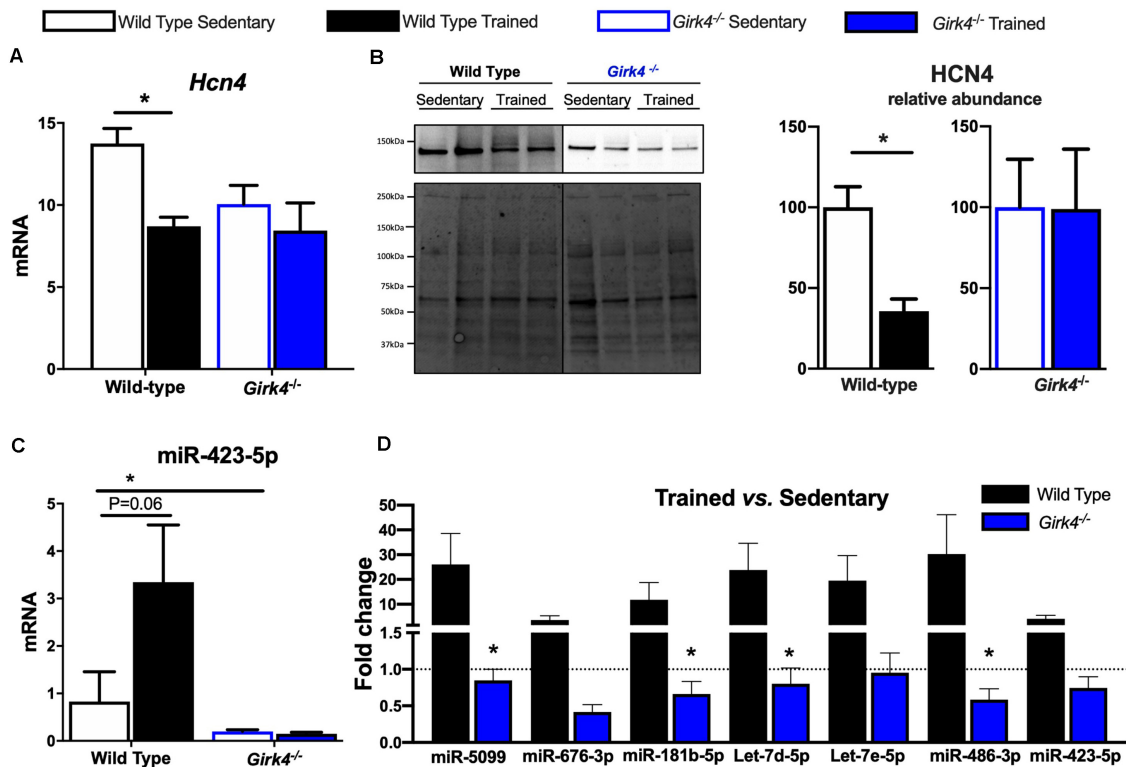 Wild Type Sedentary
Wild Type Trained
Girk4-/- Sedentary
Girk4-/- Trained
A
Hcn4
*
15
10
5
0
mRNA
Wild-type
Girk4-/-
B
Wild Type
Girk4 -/-
Sedentary
Trained
Sedentary
Trained
150kDa
250kDa
150kDa
100kDa
75kDa
50kDa
37kDa
HCN4
relative abundance
150
100
50
0
*
Wild-type
150
100
50
0
Girk4-/-
C
miR-423-5p
*
P=0.06
5
4
3
2
1
0
mRNA
Wild Type
Girk4-/-
D
Trained vs. Sedentary
Wild Type
Girk4-/-
50
40
30
20
10
1.5
1.0
0.5
0.0
Fold change
*
*
*
*
miR-5099
miR-676-3p
miR-181b-5p
Let-7d-5p
Let-7e-5p
miR-486-3p
miR-423-5p